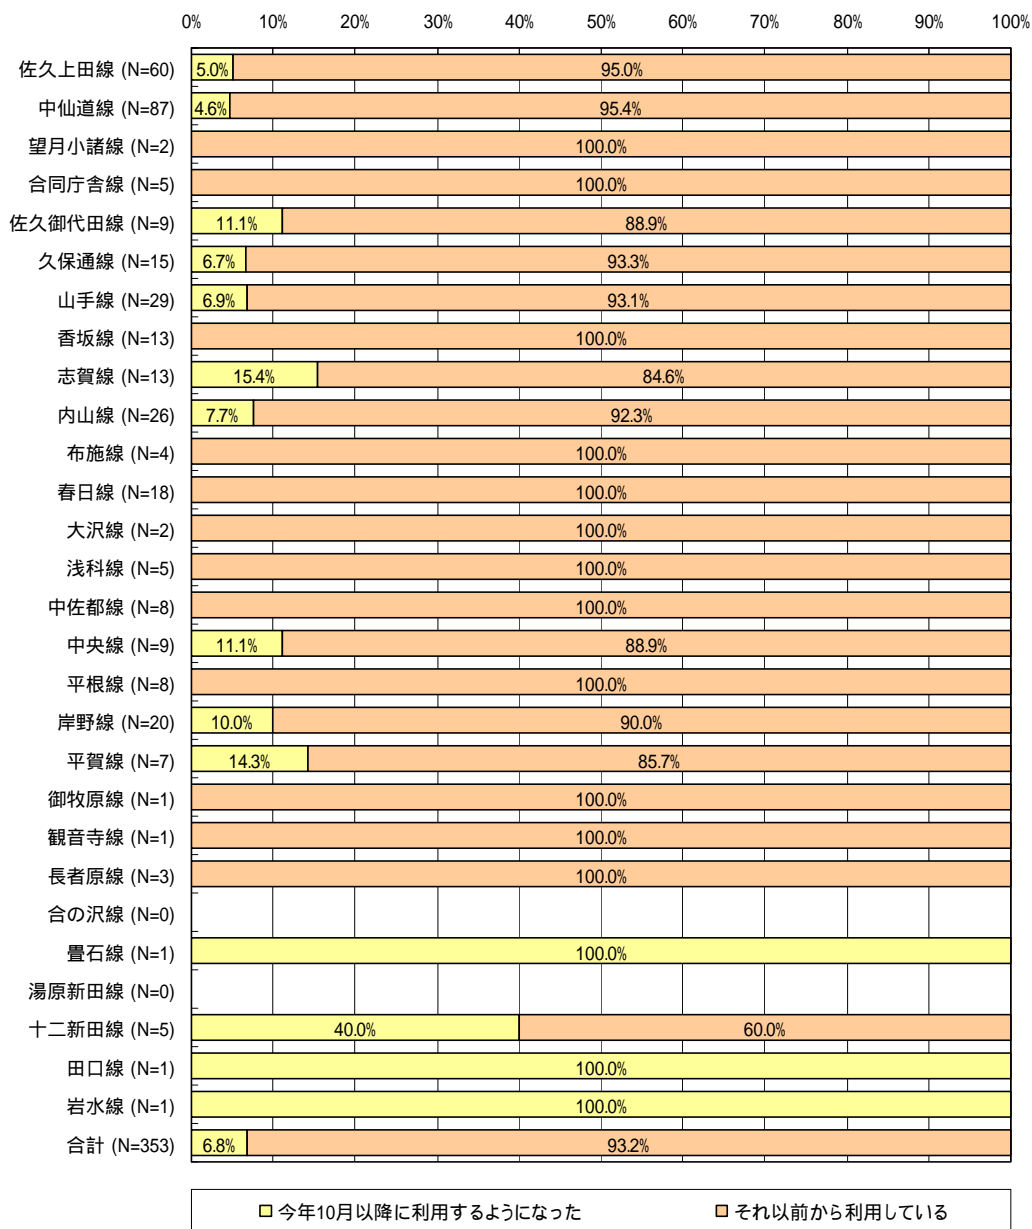 0% 10% 20% 30% 40% 50% 60% 70% 80% 90% 100%
佐久上田線 (N=60) 5.0% 95.0%
中仙道線 (N=87) 4.6% 95.4%
望月小諸線 (N=2) 100.0%
合同庁舎線 (N=5) 100.0%
佐久御代田線 (N=9) 11.1% 88.9%
久保通線 (N=15) 6.7% 93.3%
山手線 (N=29) 6.9% 93.1%
香坂線 (N=13) 100.0%
志賀線 (N=13) 15.4% 84.6%
内山線 (N=26) 7.7% 92.3%
布施線 (N=4) 100.0%
春日線 (N=18) 100.0%
大沢線 (N=2) 100.0%
浅科線 (N=5) 100.0%
中佐都線 (N=8) 100.0%
中央線 (N=9) 11.1% 88.9%
平根線 (N=8) 100.0%
岸野線 (N=20) 10.0% 90.0%
平賀線 (N=7) 14.3% 85.7%
御牧原線 (N=1) 100.0%
観音寺線 (N=1) 100.0%
長者原線 (N=3) 100.0%
合の沢線 (N=0)
畳石線 (N=1) 100.0%
湯原新田線 (N=0)
十二新田線 (N=5) 40.0% 60.0%
田口線 (N=1) 100.0%
岩水線 (N=1) 100.0%
合計 (N=353) 6.8% 93.2%
今年10月以降に利用するようになった それ以前から利用している